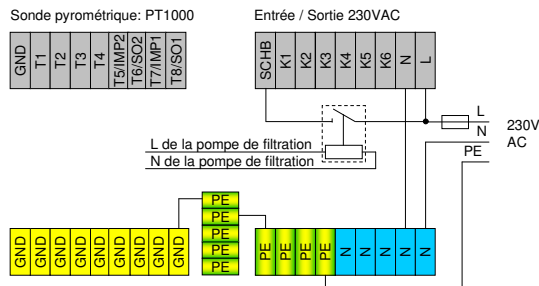 Sonde pyrométrique: PT1000
Entrée / Sortie 230VAC
GND T1 T2 T3 T4 T5/IMP2 T6/SO2 T7/IMP1 T8/SO1
SCHB K1 K2 K3 K4 K5 K6 N L
L
N
PE
230V
AC
L de la pompe de filtration
N de la pompe de filtration
PE
PE
PE
PE
PE
GND GND GND GND GND GND GND GND GND
PE PE PE PE N N N N N